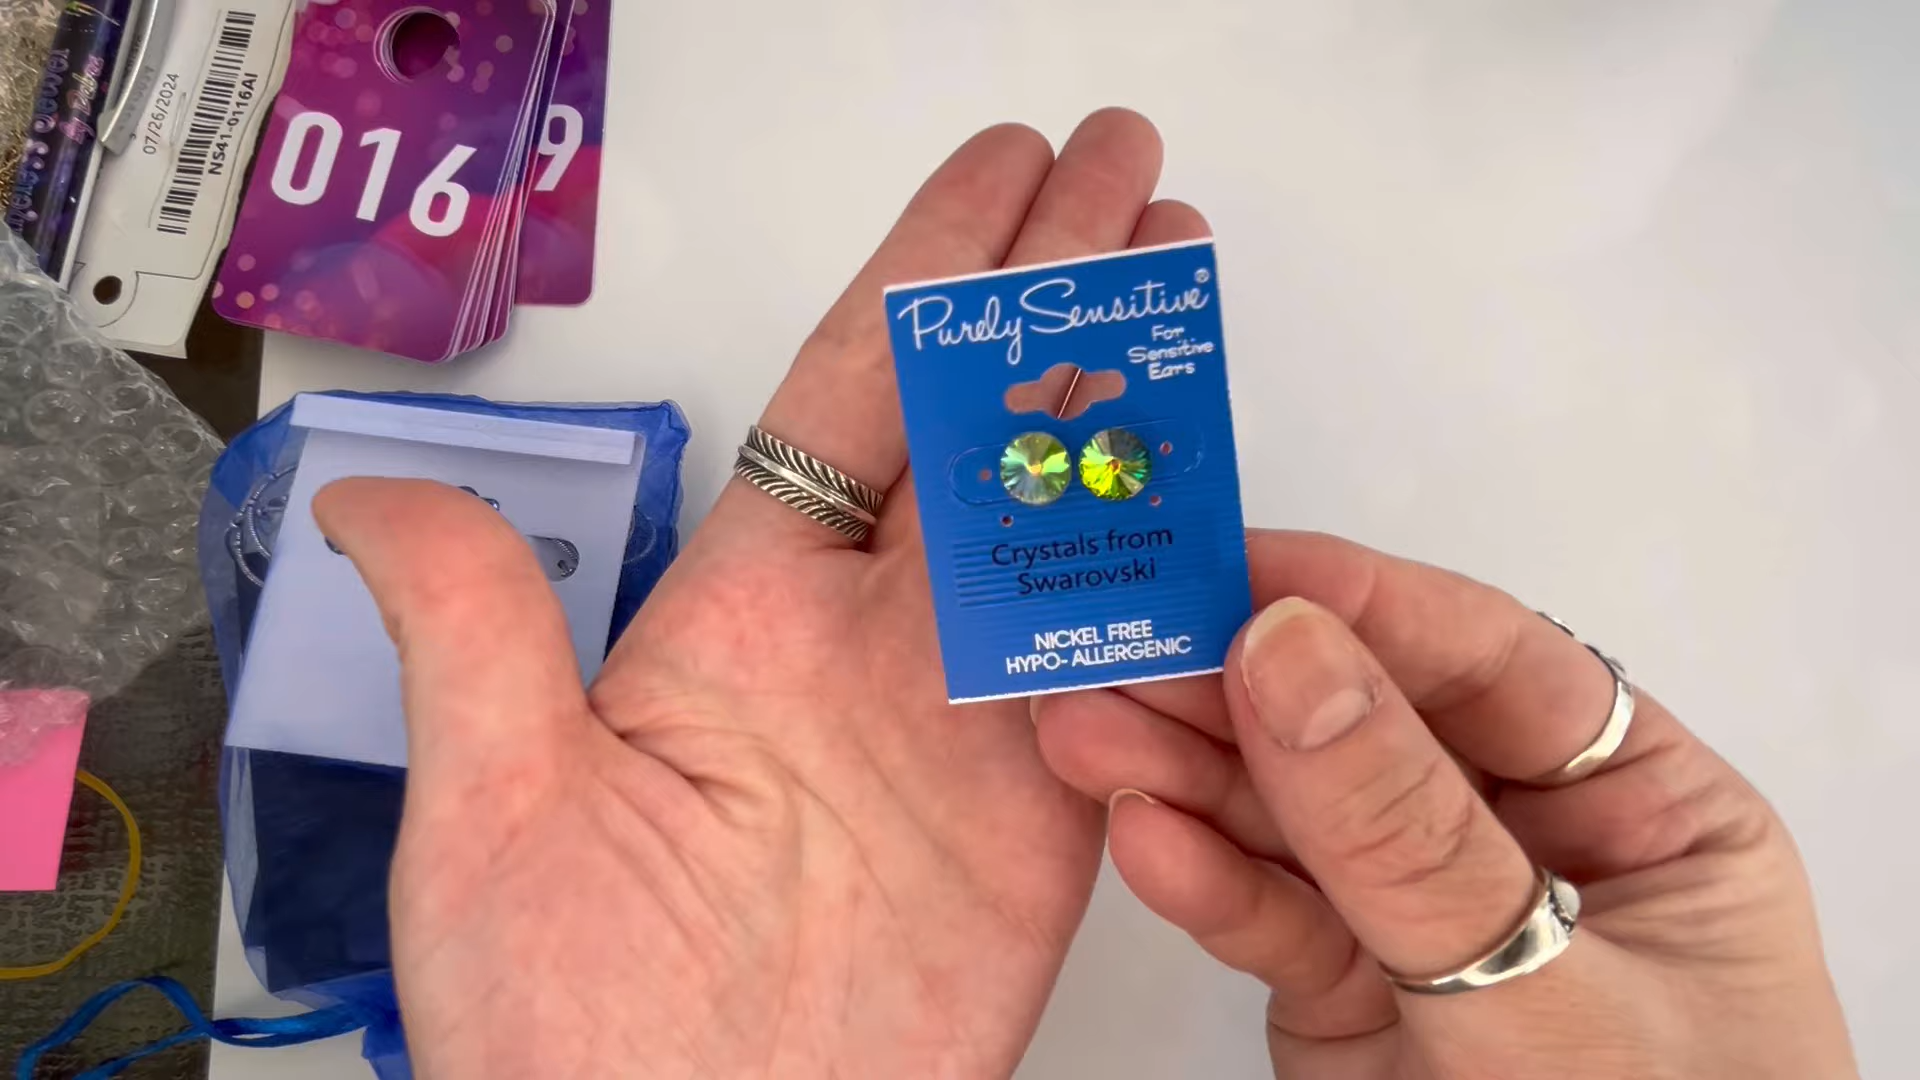 07/26/2024
NS41-0116AI
016
9
Purely Sensitive®
For
Sensitive
Ears
Crystals from
Swarovski
NICKEL FREE
HYPO- ALLERGENIC